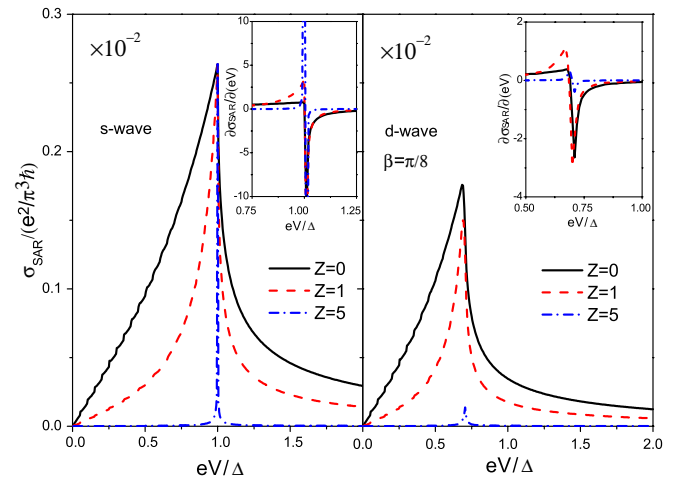 0.3
0.2
0.1
0.0
σSAR/(e²/π³ℏ)
×10⁻²
s-wave
10
5
0
-5
-10
∂σSAR/∂(eV)
0.75 1.00 1.25
eV/Δ
Z=0
Z=1
Z=5
0.0 0.5 1.0 1.5
eV/Δ
×10⁻²
d-wave
β=π/8
2
0
-2
-4
∂σSAR/∂(eV)
0.50 0.75 1.00
eV/Δ
Z=0
Z=1
Z=5
0.0 0.5 1.0 1.5 2.0
eV/Δ